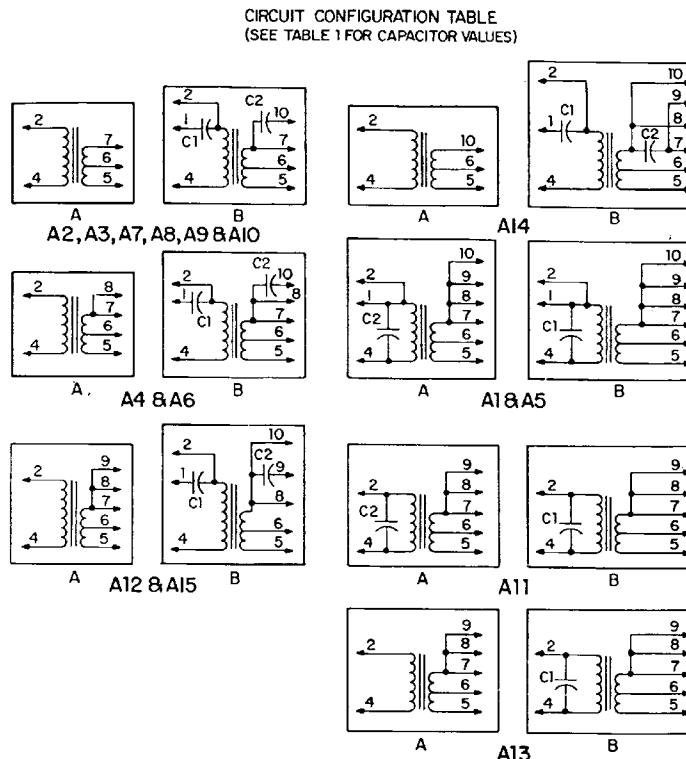 CIRCUIT CONFIGURATION TABLE
(SEE TABLE 1 FOR CAPACITOR VALUES)
2
4
7
6
5
A
2
1
C1
4
C2
10
7
6
5
B
A2, A3, A7, A8, A9 & A10
2
4
10
6
5
A
2
C1
1
4
10
9
8
C2
7
6
5
B
A14
2
4
8
7
6
5
A
2
1
C1
4
C2
10
8
7
6
5
B
A4 & A6
2
1
C2
4
10
9
8
7
6
5
A
2
1
C1
4
10
9
8
7
6
5
B
A1 & A5
2
4
9
8
7
6
5
A
2
1
C1
4
10
C2
9
8
6
5
B
A12 & A15
2
C2
4
9
8
7
6
5
A
2
C1
4
9
8
7
6
5
B
A11
2
4
9
8
7
6
5
A
2
C1
4
9
8
7
6
5
B
A13